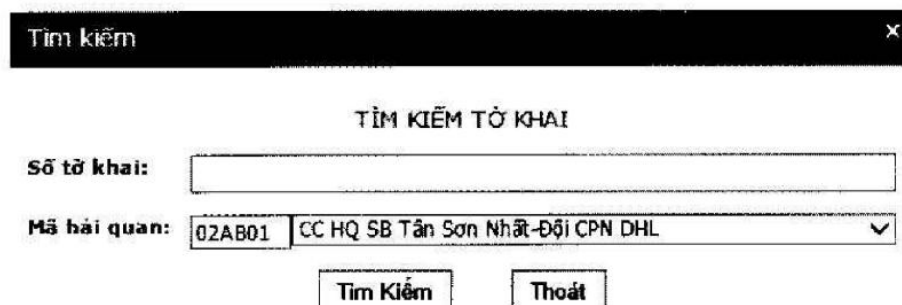 Tìm kiếm
x
TÌM KIẾM TỜ KHAI
Số tờ khai:
Mã hải quan: 02AB01 CC HQ SB Tân Sơn Nhất-Đội CPN DHL
Tìm Kiếm Thoát